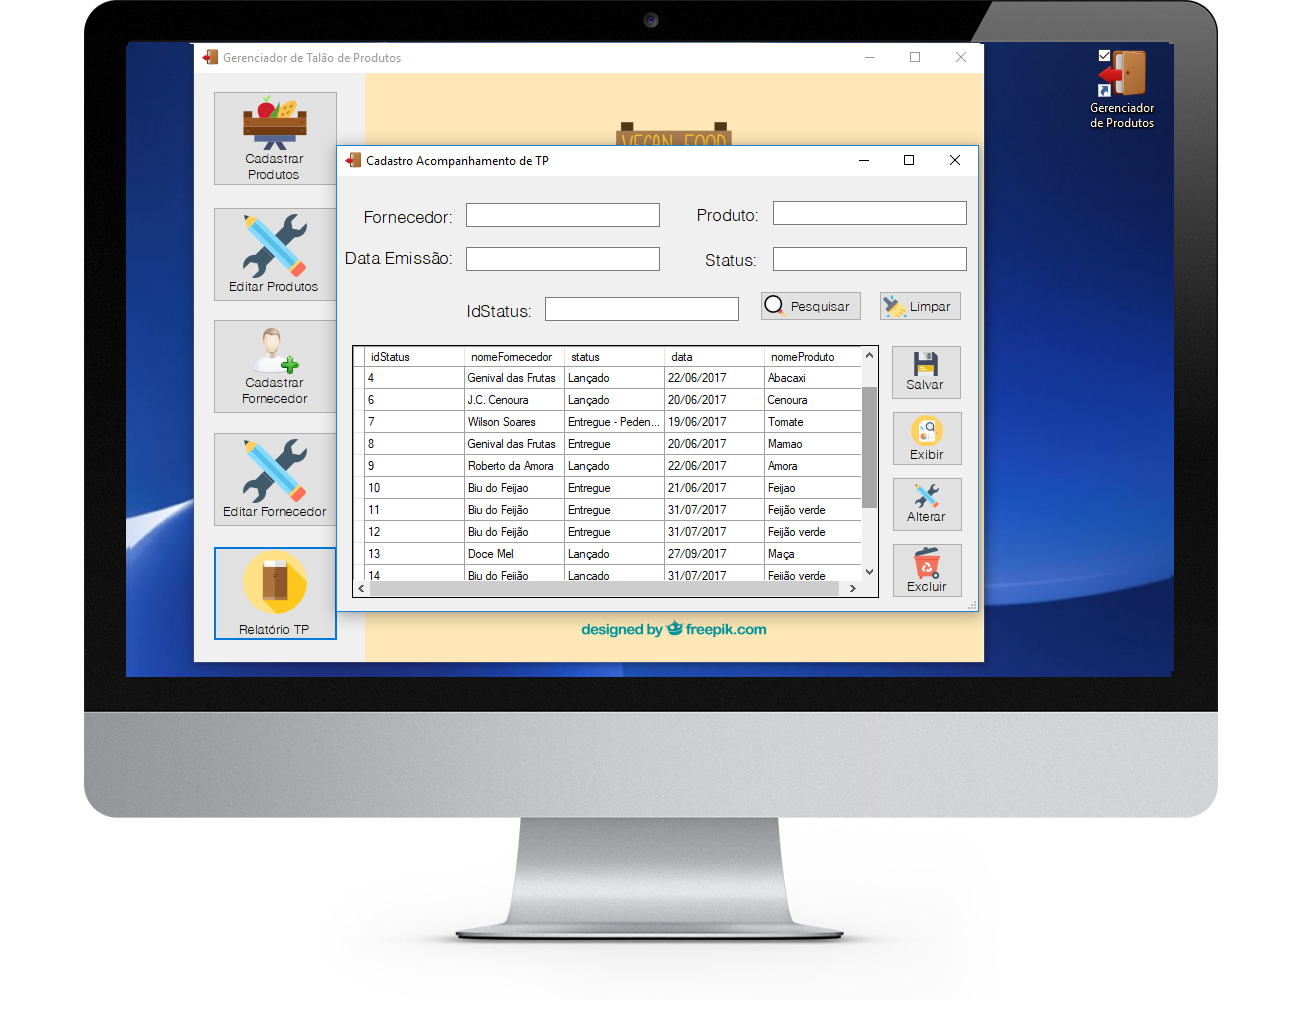 Gerenciador de Talão de Produtos
Gerenciador
de Produtos
Cadastrar
Produtos
Editar Produtos
Cadastrar
Fornecedor
Editar Fornecedor
Relatório TP
VEGAN FOOD
Cadastro Acompanhamento de TP
Fornecedor:
Produto:
Data Emissão:
Status:
IdStatus:
Pesquisar
Limpar
idStatus nomeFornecedor status data nomeProduto
4 Genival das Frutas Lançado 22/06/2017 Abacaxi
6 J.C. Cenoura Lançado 20/06/2017 Cenoura
7 Wilson Soares Entregue - Peden... 19/06/2017 Tomate
8 Genival das Frutas Entregue 20/06/2017 Mamao
9 Roberto da Amora Lançado 22/06/2017 Amora
10 Biu do Feijao Entregue 21/06/2017 Feijao
11 Biu do Feijão Entregue 31/07/2017 Feijão verde
12 Biu do Feijão Entregue 31/07/2017 Feijão verde
13 Doce Mel Lançado 27/09/2017 Maça
14 Biu do Feijão Lançado 31/07/2017 Feijão verde
Salvar
Exibir
Alterar
Excluir
designed by freepik.com